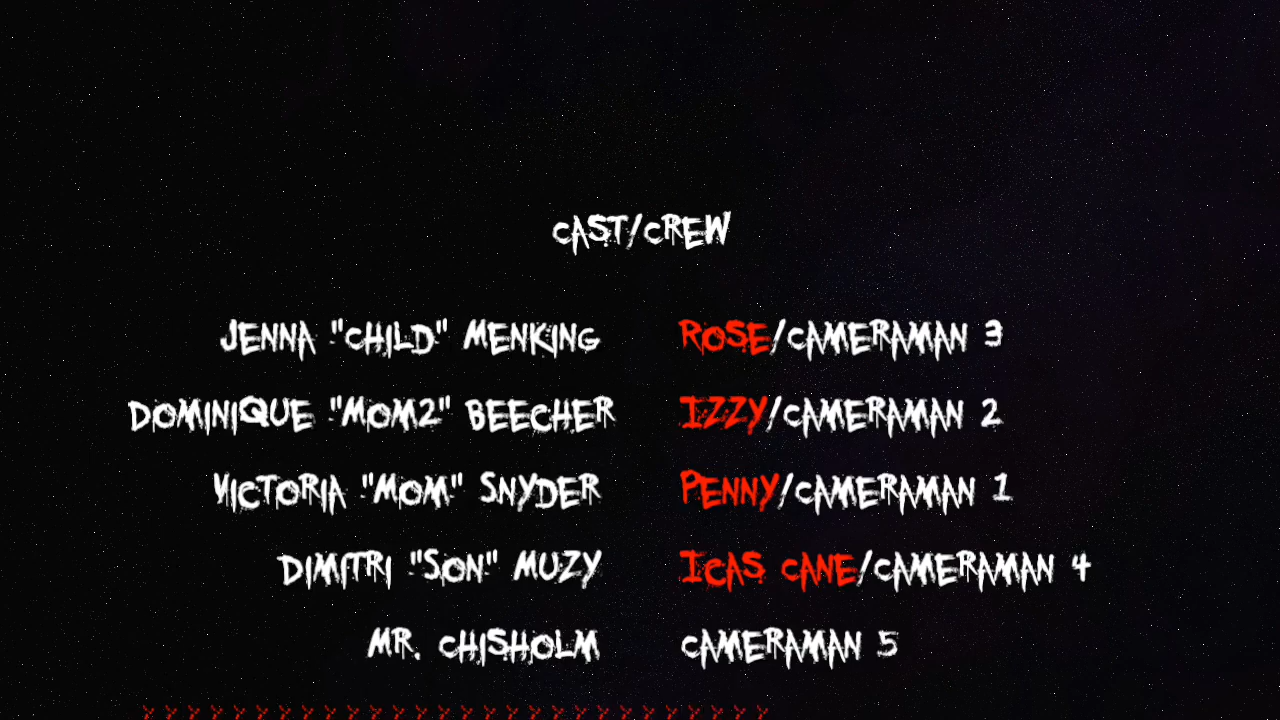 CAST/CREW
JENNA "CHILD" MENKING ROSE/CAMERAMAN 3
DOMINIQUE "MOM2" BEECHER IZZY/CAMERAMAN 2
VICTORIA "MOM" SNYDER PENNY/CAMERAMAN 1
DIMITRI "SON" MUZY ICAS CANE/CAMERAMAN 4
MR. CHISHOLM CAMERAMAN 5